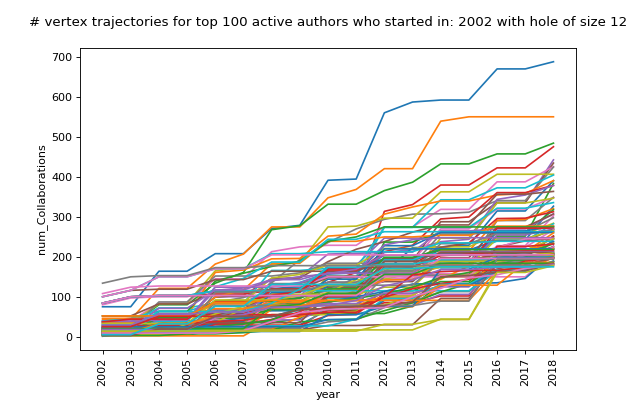 # vertex trajectories for top 100 active authors who started in: 2002 with hole of size 12
700
600
500
400
300
200
100
0
num_Collaborations
2002 2003 2004 2005 2006 2007 2008 2009 2010 2011 2012 2013 2014 2015 2016 2017 2018
year